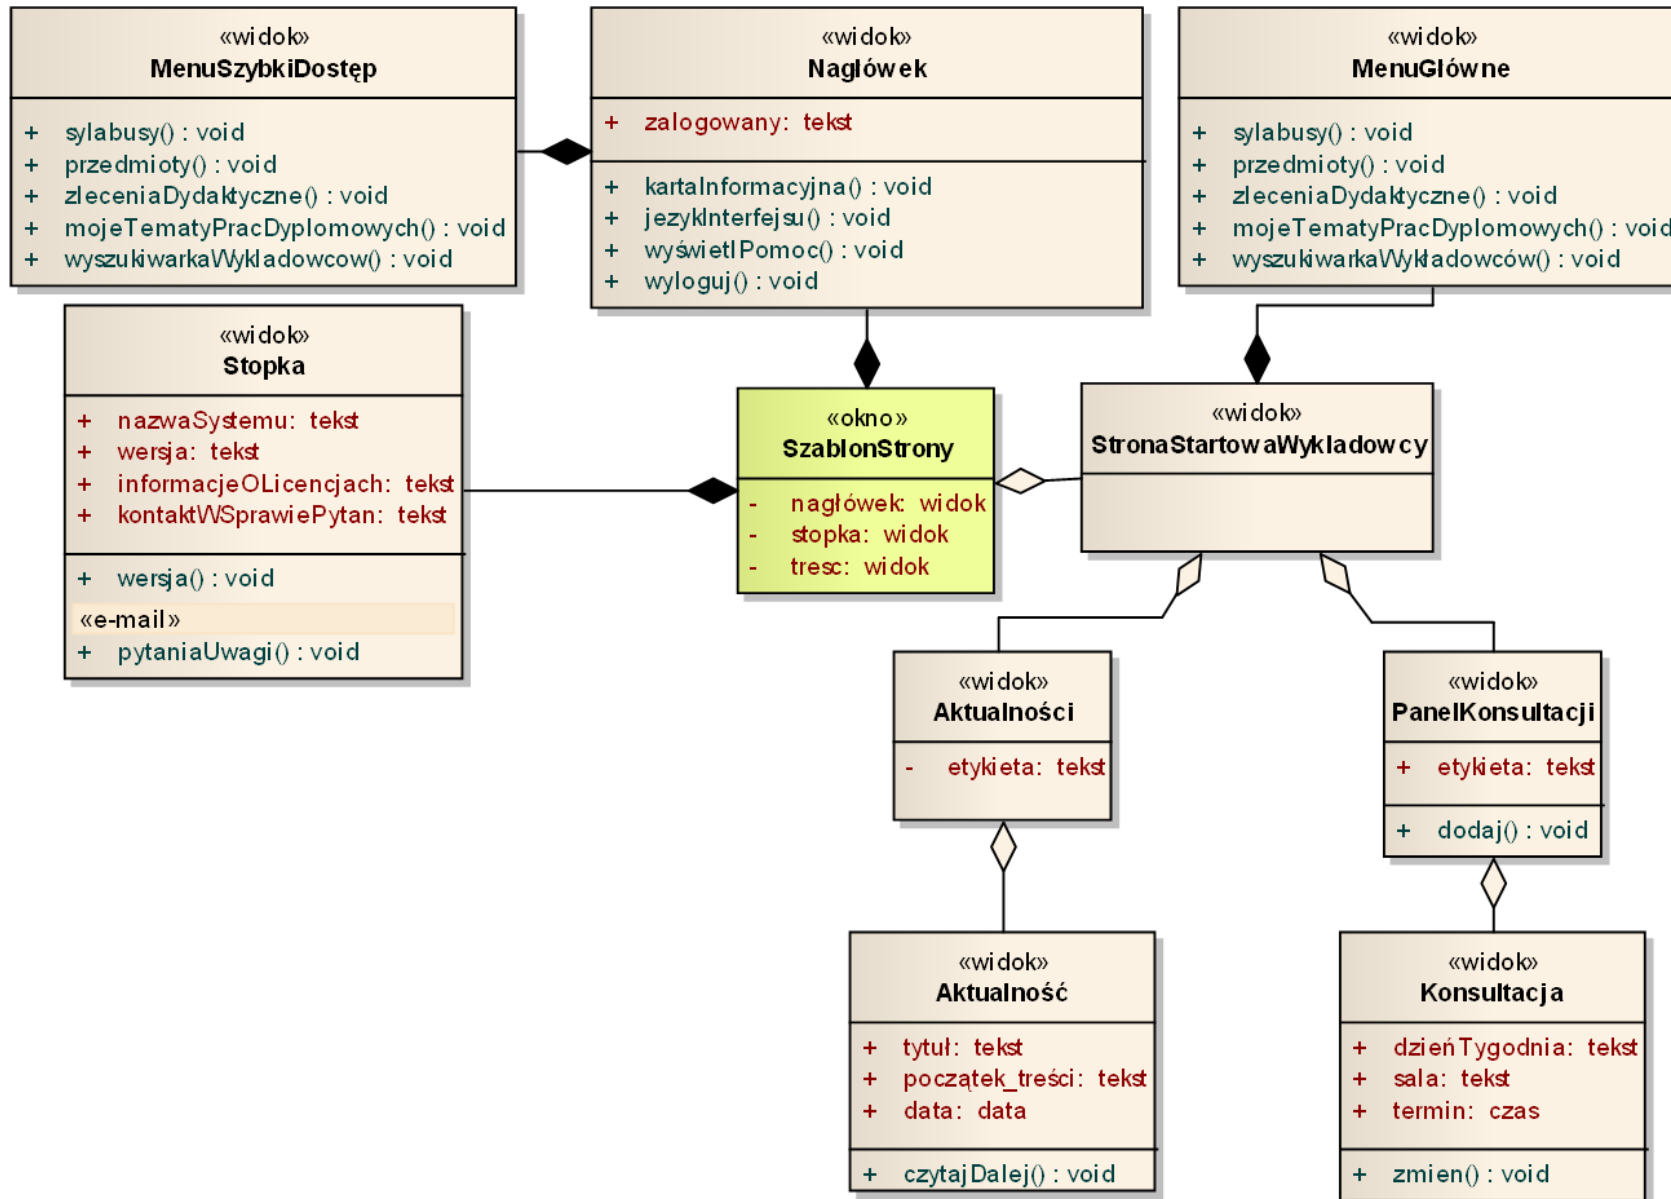 «widok»
MenuSzybkiDostęp
+ sylabusy() : void
+ przedmioty() : void
+ zleceniaDydaktyczne() : void
+ mojeTematyPracDyplomowych() : void
+ wyszukiwarkaWykladowcow() : void
«widok»
Nagłówek
+ zalogowany: tekst
+ kartaInformacyjna() : void
+ jezykInterfejsu() : void
+ wyświetlPomoc() : void
+ wyloguj() : void
«widok»
MenuGłówne
+ sylabusy() : void
+ przedmioty() : void
+ zleceniaDydaktyczne() : void
+ mojeTematyPracDyplomowych() : void
+ wyszukiwarkaWykładowców() : void
«widok»
Stopka
+ nazwaSystemu: tekst
+ wersja: tekst
+ informacjeOLicencjach: tekst
+ kontaktWSprawiePytan: tekst
+ wersja() : void
«e-mail»
+ pytaniaUwagi() : void
«okno»
SzablonStrony
- nagłówek: widok
- stopka: widok
- tresc: widok
«widok»
StronaStartowaWykladowcy
«widok»
Aktualności
- etykieta: tekst
«widok»
PanelKonsultacji
+ etykieta: tekst
+ dodaj() : void
«widok»
Aktualność
+ tytuł: tekst
+ początek_treści: tekst
+ data: data
+ czytajDalej() : void
«widok»
Konsultacja
+ dzieńTygodnia: tekst
+ sala: tekst
+ termin: czas
+ zmien() : void